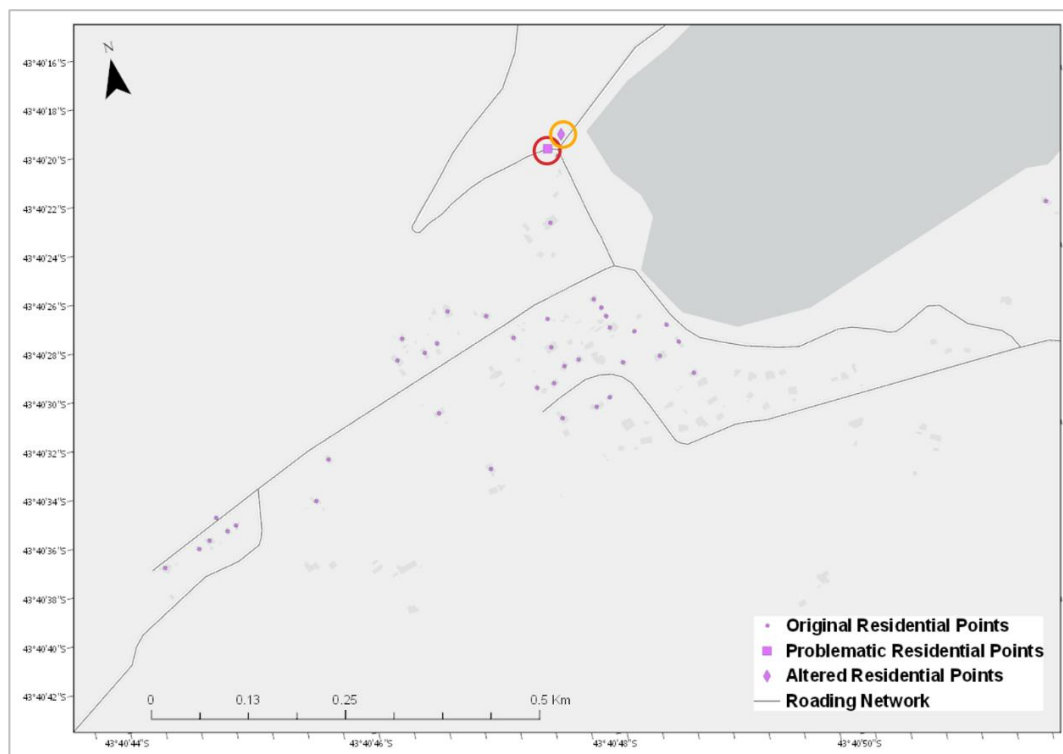 N
43°40'16"S
43°40'18"S
43°40'20"S
43°40'22"S
43°40'24"S
43°40'26"S
43°40'28"S
43°40'30"S
43°40'32"S
43°40'34"S
43°40'36"S
43°40'38"S
43°40'40"S
43°40'42"S
0 0.13 0.25 0.5 Km
Original Residential Points
Problematic Residential Points
Altered Residential Points
Roading Network
43°40'44"S 43°40'46"S 43°40'48"S 43°40'50"S